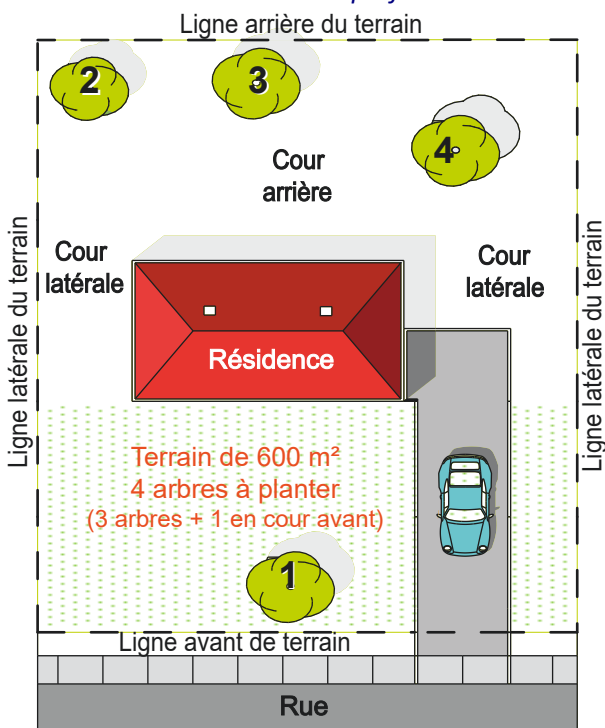 Ligne arrière du terrain
2
3
4
Cour
arrière
Cour
latérale
Cour
latérale
Ligne latérale du terrain
Ligne latérale du terrain
Résidence
Terrain de 600 m²
4 arbres à planter
(3 arbres + 1 en cour avant)
1
Ligne avant de terrain
Rue